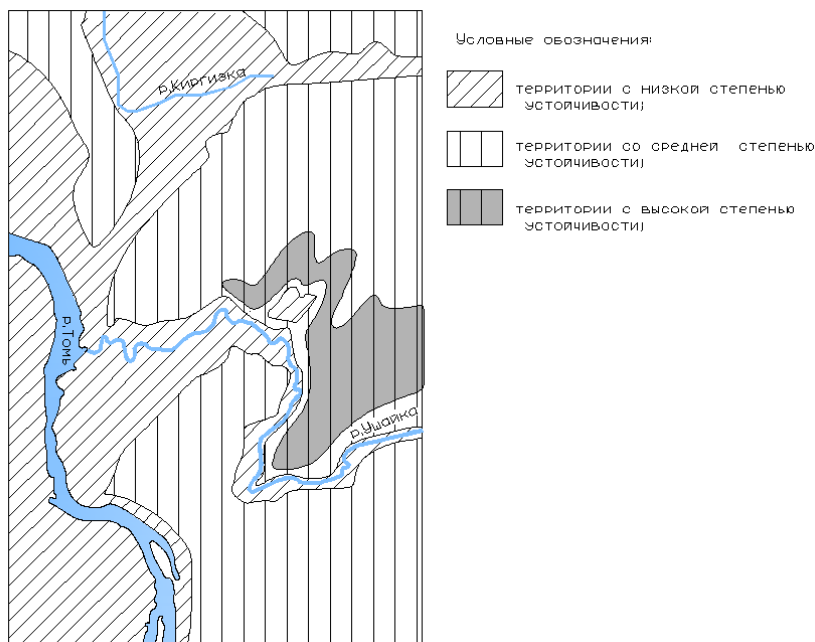 Условные обозначения:
территории с низкой степенью
устойчивости;
территории со средней степенью
устойчивости;
территории с высокой степенью
устойчивости;
р.Киргизка
р.Томь
р.Ушайка